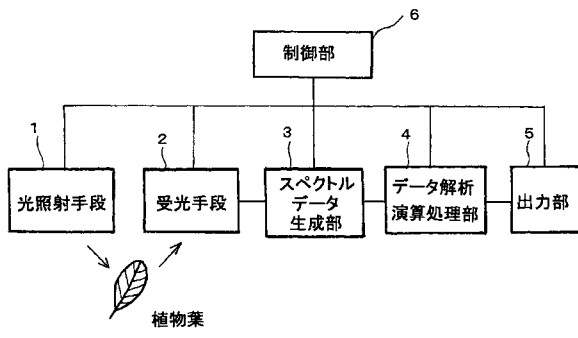 6
制御部
1
2
3
4
5
光照射手段
受光手段
スペクトル
データ
生成部
データ解析
演算処理部
出力部
植物葉